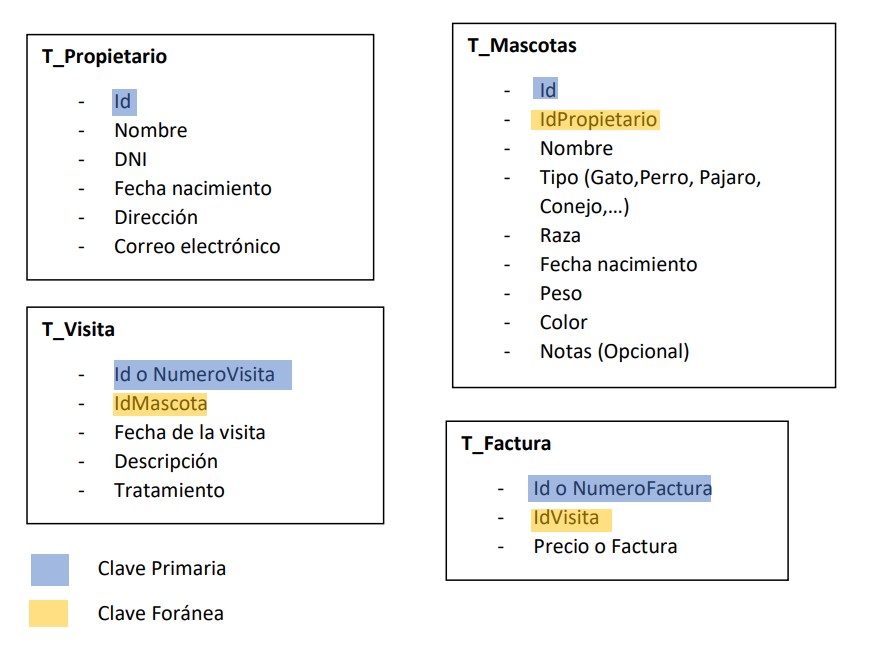 T_Propietario
- Id
- Nombre
- DNI
- Fecha nacimiento
- Dirección
- Correo electrónico
T_Mascotas
- Id
- IdPropietario
- Nombre
- Tipo (Gato,Perro, Pajaro,
Conejo,...)
- Raza
- Fecha nacimiento
- Peso
- Color
- Notas (Opcional)
T_Visita
- Id o NumeroVisita
- IdMascota
- Fecha de la visita
- Descripción
- Tratamiento
T_Factura
- Id o NumeroFactura
- IdVisita
- Precio o Factura
Clave Primaria
Clave Foránea